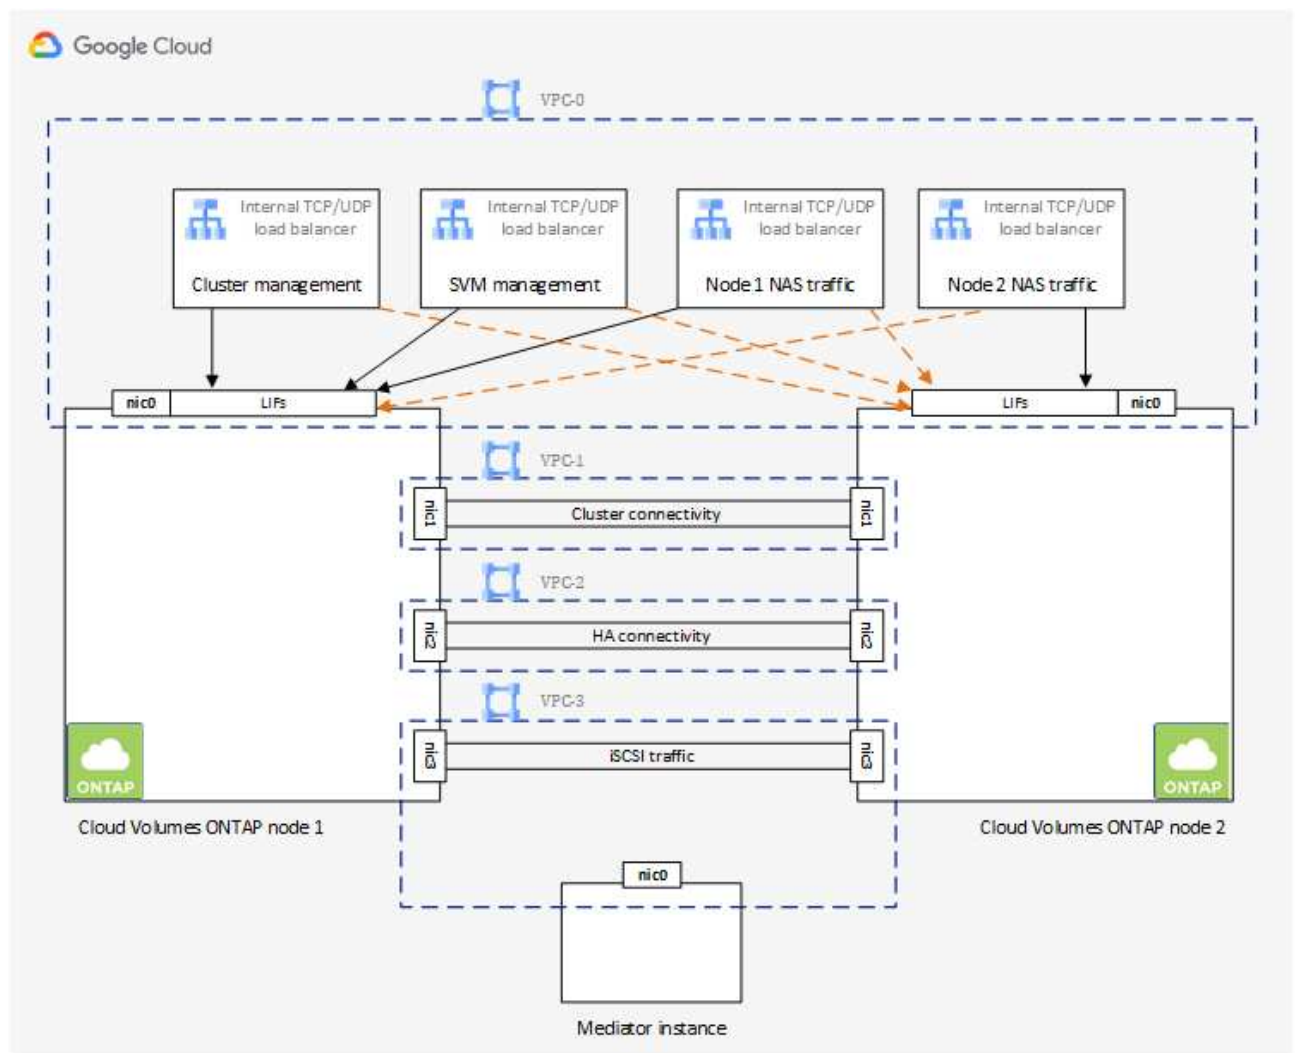 Google Cloud
VPC-0
Internal TCP/UDP
load balancer
Cluster management
Internal TCP/UDP
load balancer
SVM management
Internal TCP/UDP
load balancer
Node 1 NAS traffic
Internal TCP/UDP
load balancer
Node 2 NAS traffic
nic0
LIFs
LIFs
nic0
VPC-1
nic1
Cluster connectivity
nic1
VPC-2
nic2
HA connectivity
nic2
VPC-3
nic3
iSCSI traffic
nic3
ONTAP
ONTAP
Cloud Volumes ONTAP node 1
Cloud Volumes ONTAP node 2
nic0
Mediator instance